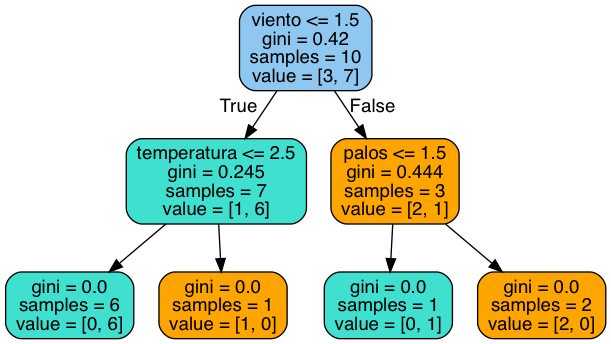 viento <= 1.5
gini = 0.42
samples = 10
value = [3, 7]
True
False
temperatura <= 2.5
gini = 0.245
samples = 7
value = [1, 6]
palos <= 1.5
gini = 0.444
samples = 3
value = [2, 1]
gini = 0.0
samples = 6
value = [0, 6]
gini = 0.0
samples = 1
value = [1, 0]
gini = 0.0
samples = 1
value = [0, 1]
gini = 0.0
samples = 2
value = [2, 0]